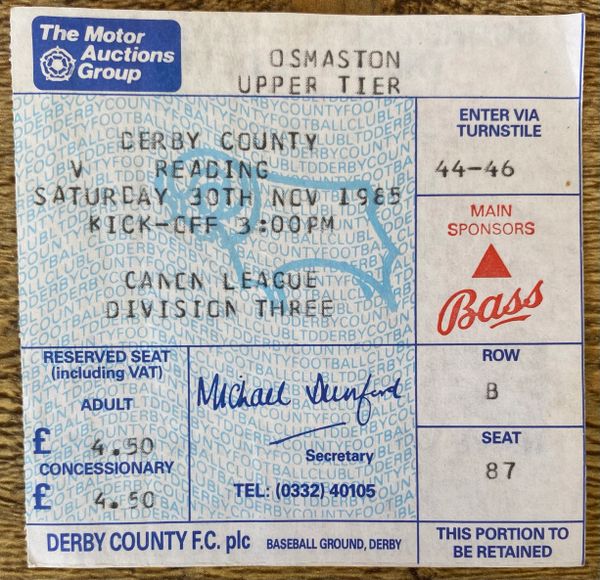 The Motor
Auctions
Group
OSMASTON
UPPER TIER
DERBY COUNTY
V READING
SATURDAY 30TH NOV 1985
KICK-OFF 3:00PM
CANON LEAGUE
DIVISION THREE
ENTER VIA
TURNSTILE
44-46
MAIN
SPONSORS
Bass
RESERVED SEAT
(including VAT)
ADULT
£ 4.50
CONCESSIONARY
£ 4.50
Michael Dunford
Secretary
TEL: (0332) 40105
ROW
B
SEAT
87
DERBY COUNTY F.C. plc BASEBALL GROUND, DERBY
THIS PORTION TO
BE RETAINED